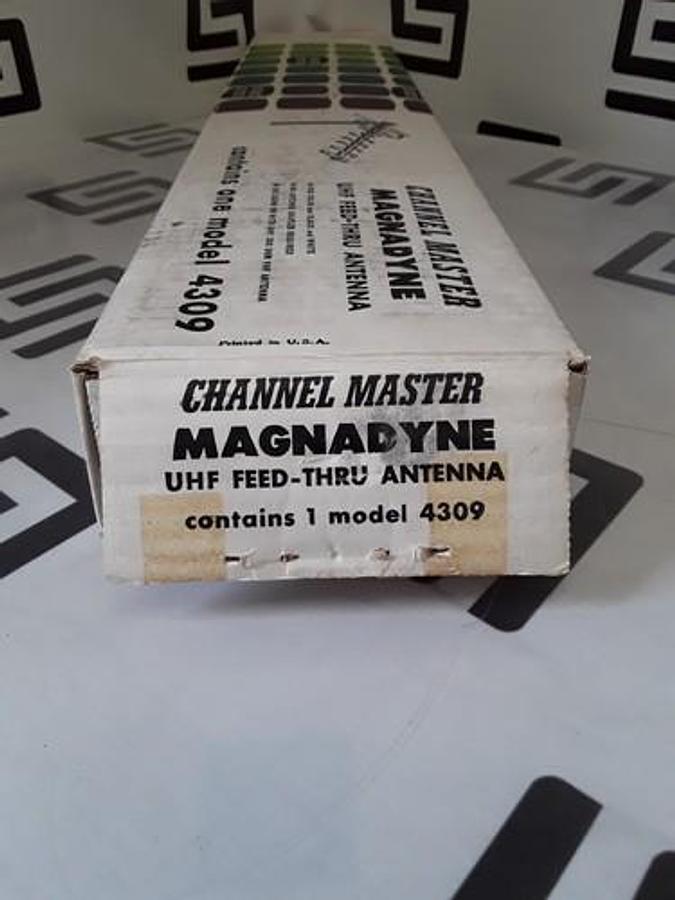 CHANNEL MASTER
MAGNADYNE
UHF FEED-THRU ANTENNA
contains one model 4309
Printed in U.S.A.
CHANNEL MASTER
MAGNADYNE
UHF FEED-THRU ANTENNA
contains 1 model 4309